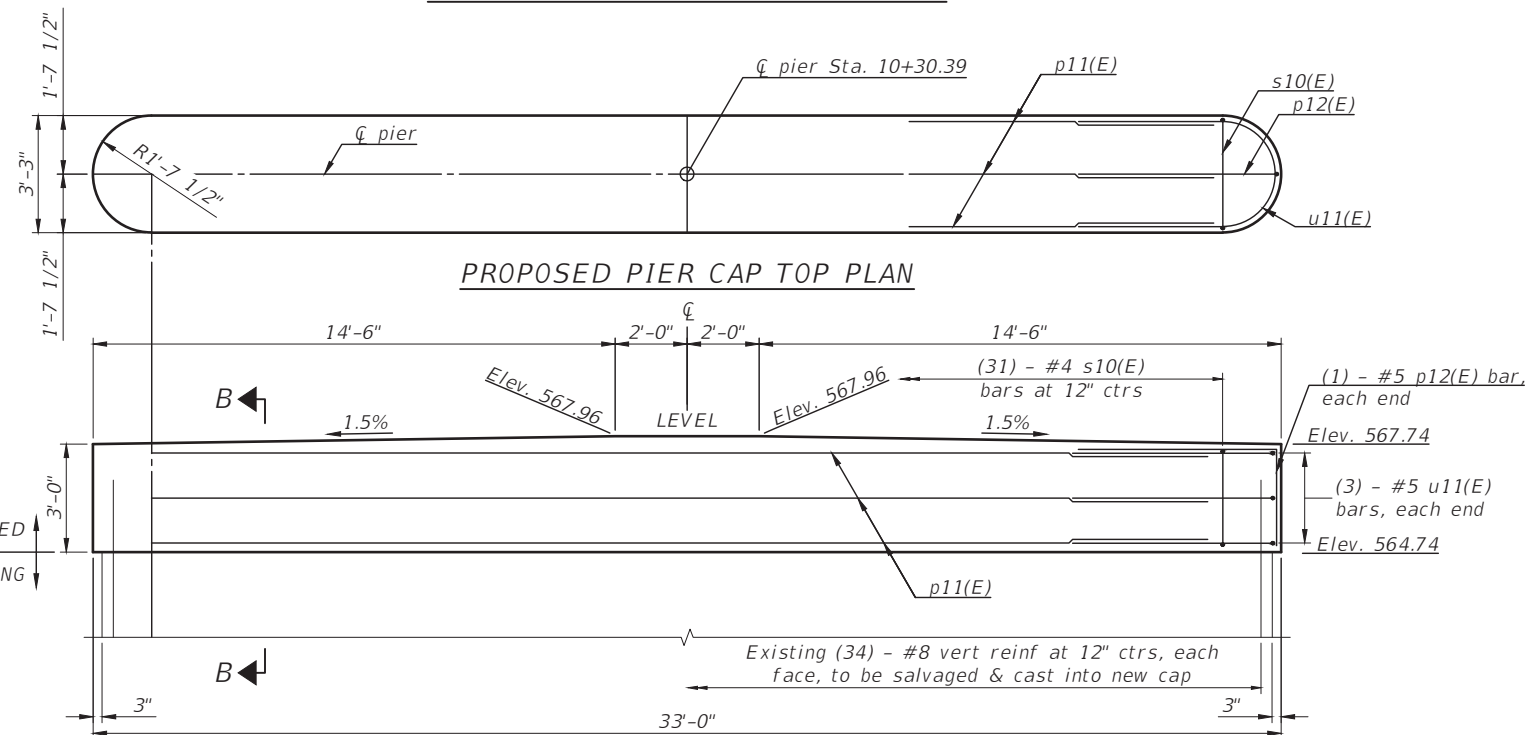 1'-7 1/2"
3'-3"
1'-7 1/2"
R1'-7 1/2"
℄ pier
℄ pier Sta. 10+30.39
p11(E)
s10(E)
p12(E)
u11(E)
PROPOSED PIER CAP TOP PLAN
℄
14'-6"
2'-0"
2'-0"
14'-6"
B
Elev. 567.96
Elev. 567.96
(31) – #4 s10(E)
bars at 12" ctrs
(1) – #5 p12(E) bar,
each end
1.5%
LEVEL
1.5%
Elev. 567.74
3'-0"
(3) – #5 u11(E)
bars, each end
ED
NG
Elev. 564.74
p11(E)
B
Existing (34) – #8 vert reinf at 12" ctrs, each
face, to be salvaged & cast into new cap
3"
33'-0"
3"